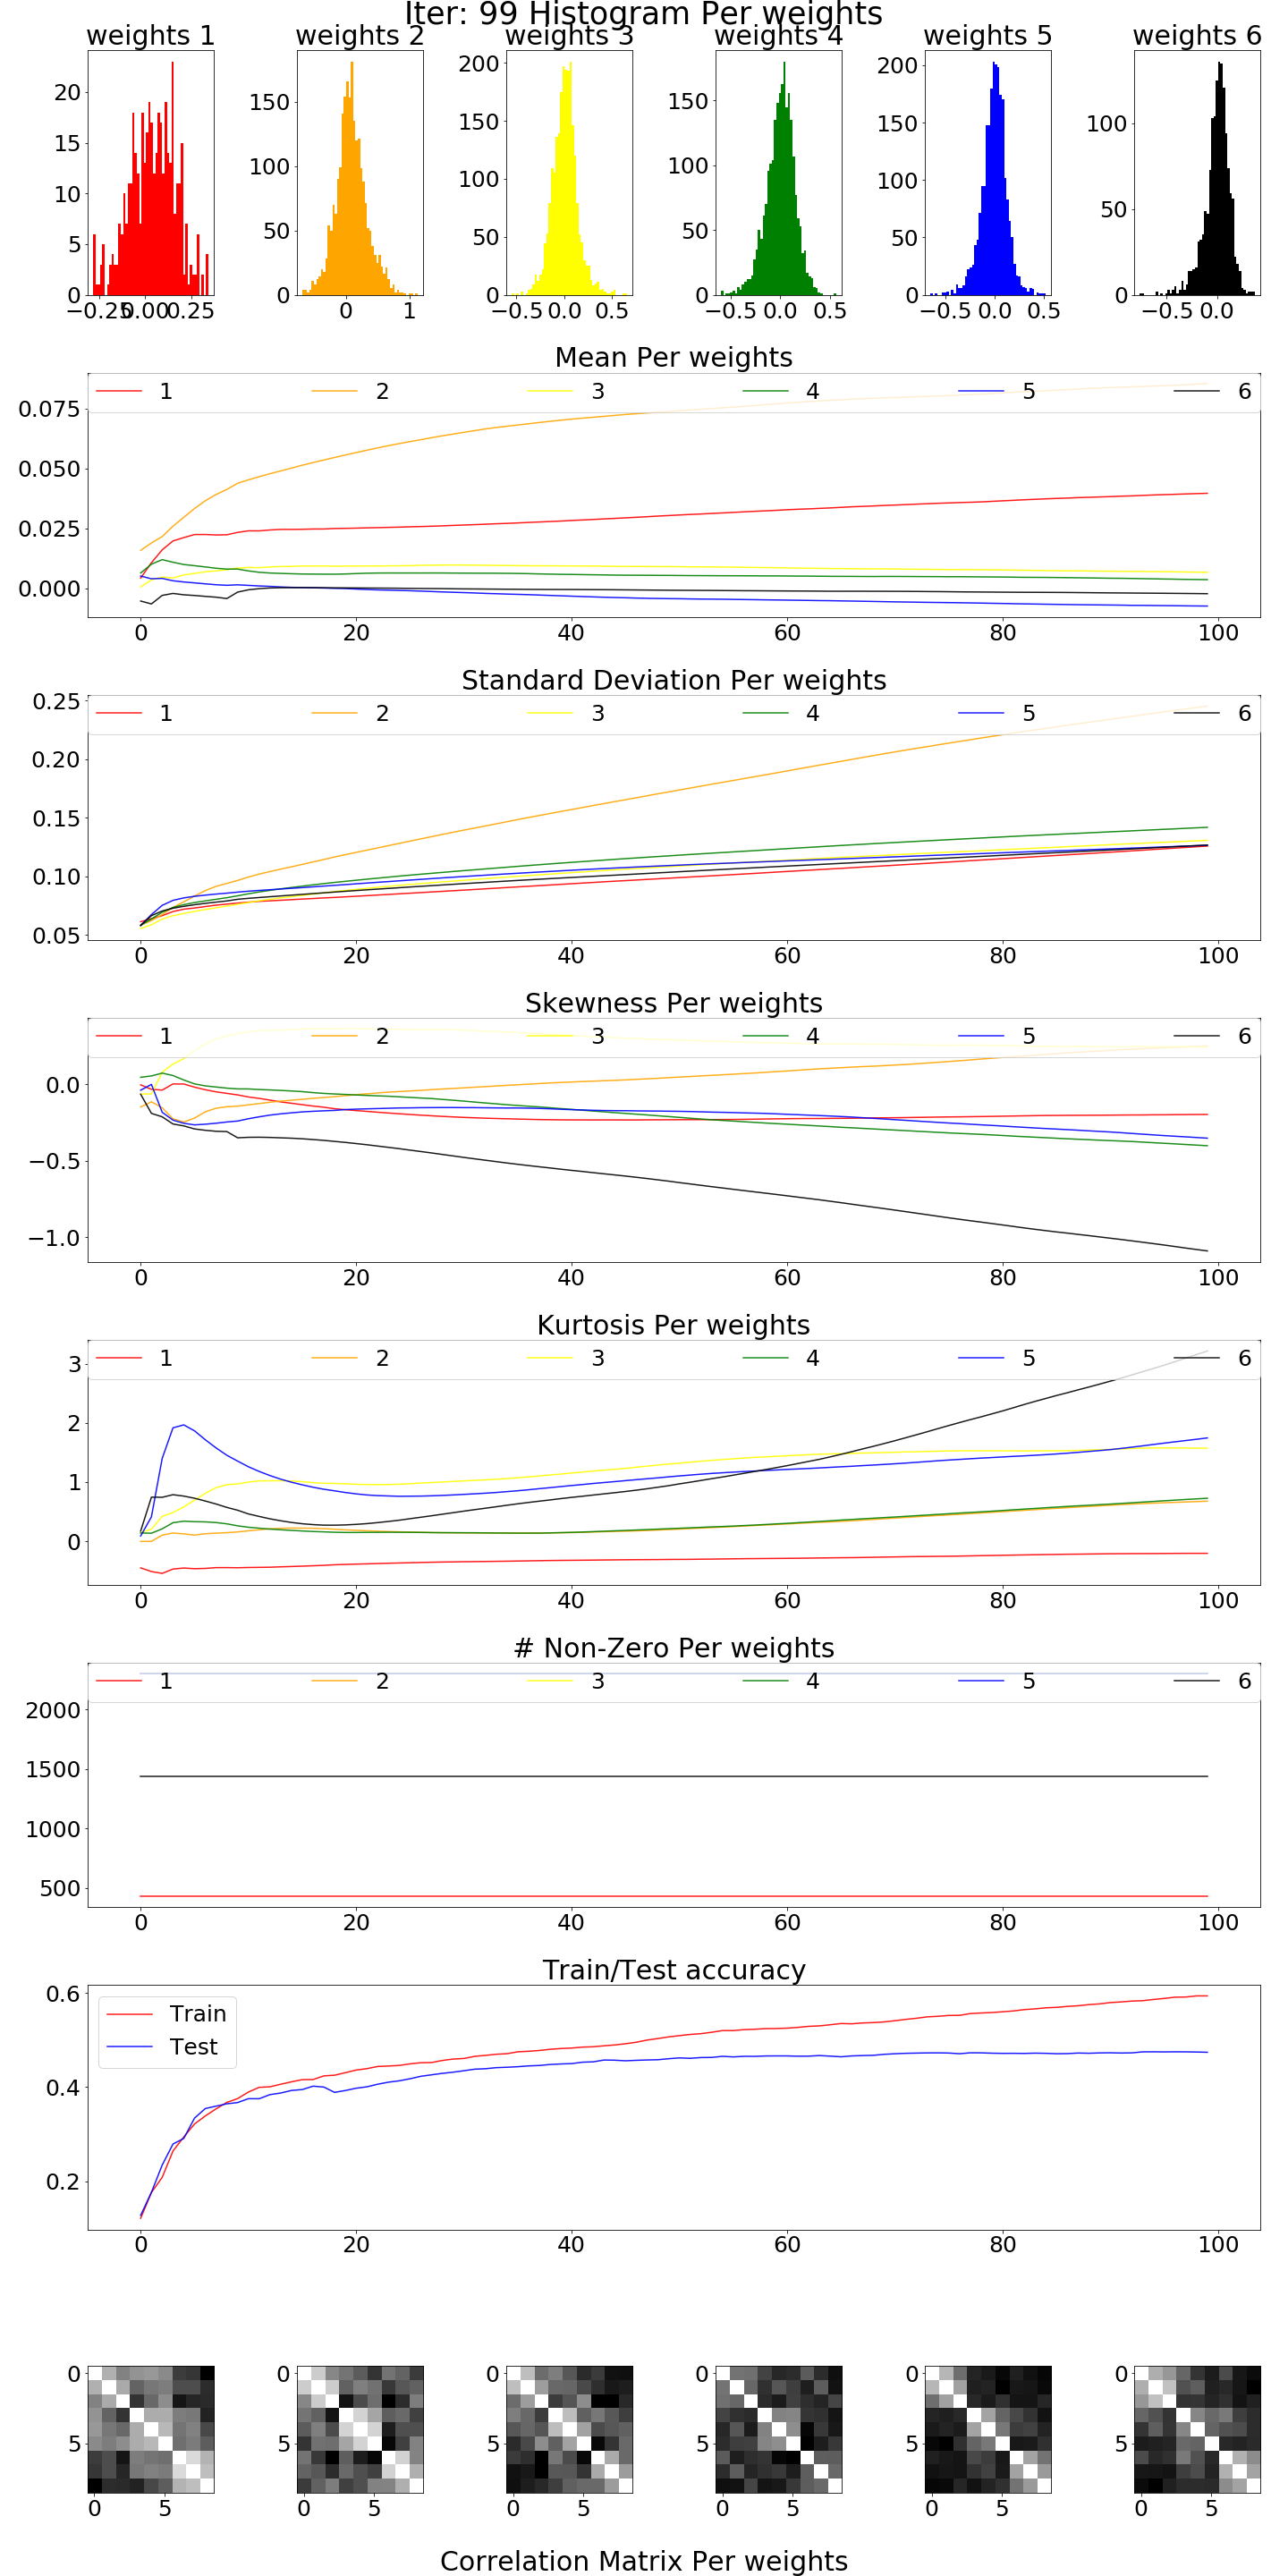 Iter: 99 Histogram Per weights
weights 1 weights 2 weights 3 weights 4 weights 5 weights 6
20
15
10
5
0
−0.25 0.00 0.25
150
100
50
0
0 1
200
150
100
50
0
−0.5 0.0 0.5
150
100
50
0
−0.5 0.0 0.5
200
150
100
50
0
−0.5 0.0 0.5
100
50
0
−0.5 0.0
Mean Per weights
1 2 3 4 5 6
0.075
0.050
0.025
0.000
0 20 40 60 80 100
Standard Deviation Per weights
0.25
1 2 3 4 5 6
0.20
0.15
0.10
0.05
0 20 40 60 80 100
Skewness Per weights
1 2 3 4 5 6
0.0
−0.5
−1.0
0 20 40 60 80 100
Kurtosis Per weights
1 2 3 4 5 6
3
2
1
0
0 20 40 60 80 100
# Non-Zero Per weights
1 2 3 4 5 6
2000
1500
1000
500
0 20 40 60 80 100
Train/Test accuracy
0.6
Train
Test
0.4
0.2
0 20 40 60 80 100
0 0 0 0 0 0
5 5 5 5 5 5
0 5 0 5 0 5 0 5 0 5 0 5
Correlation Matrix Per weights